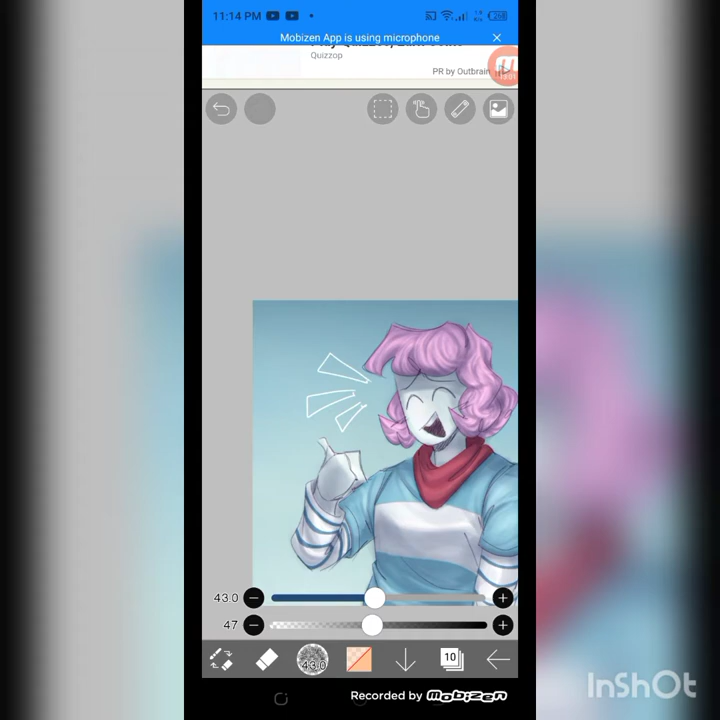 11:14 PM
Mobizen App is using microphone
Quizzop
PR by Outbrain
43.0
47
43.0
10
Recorded by mobizen
InShOt